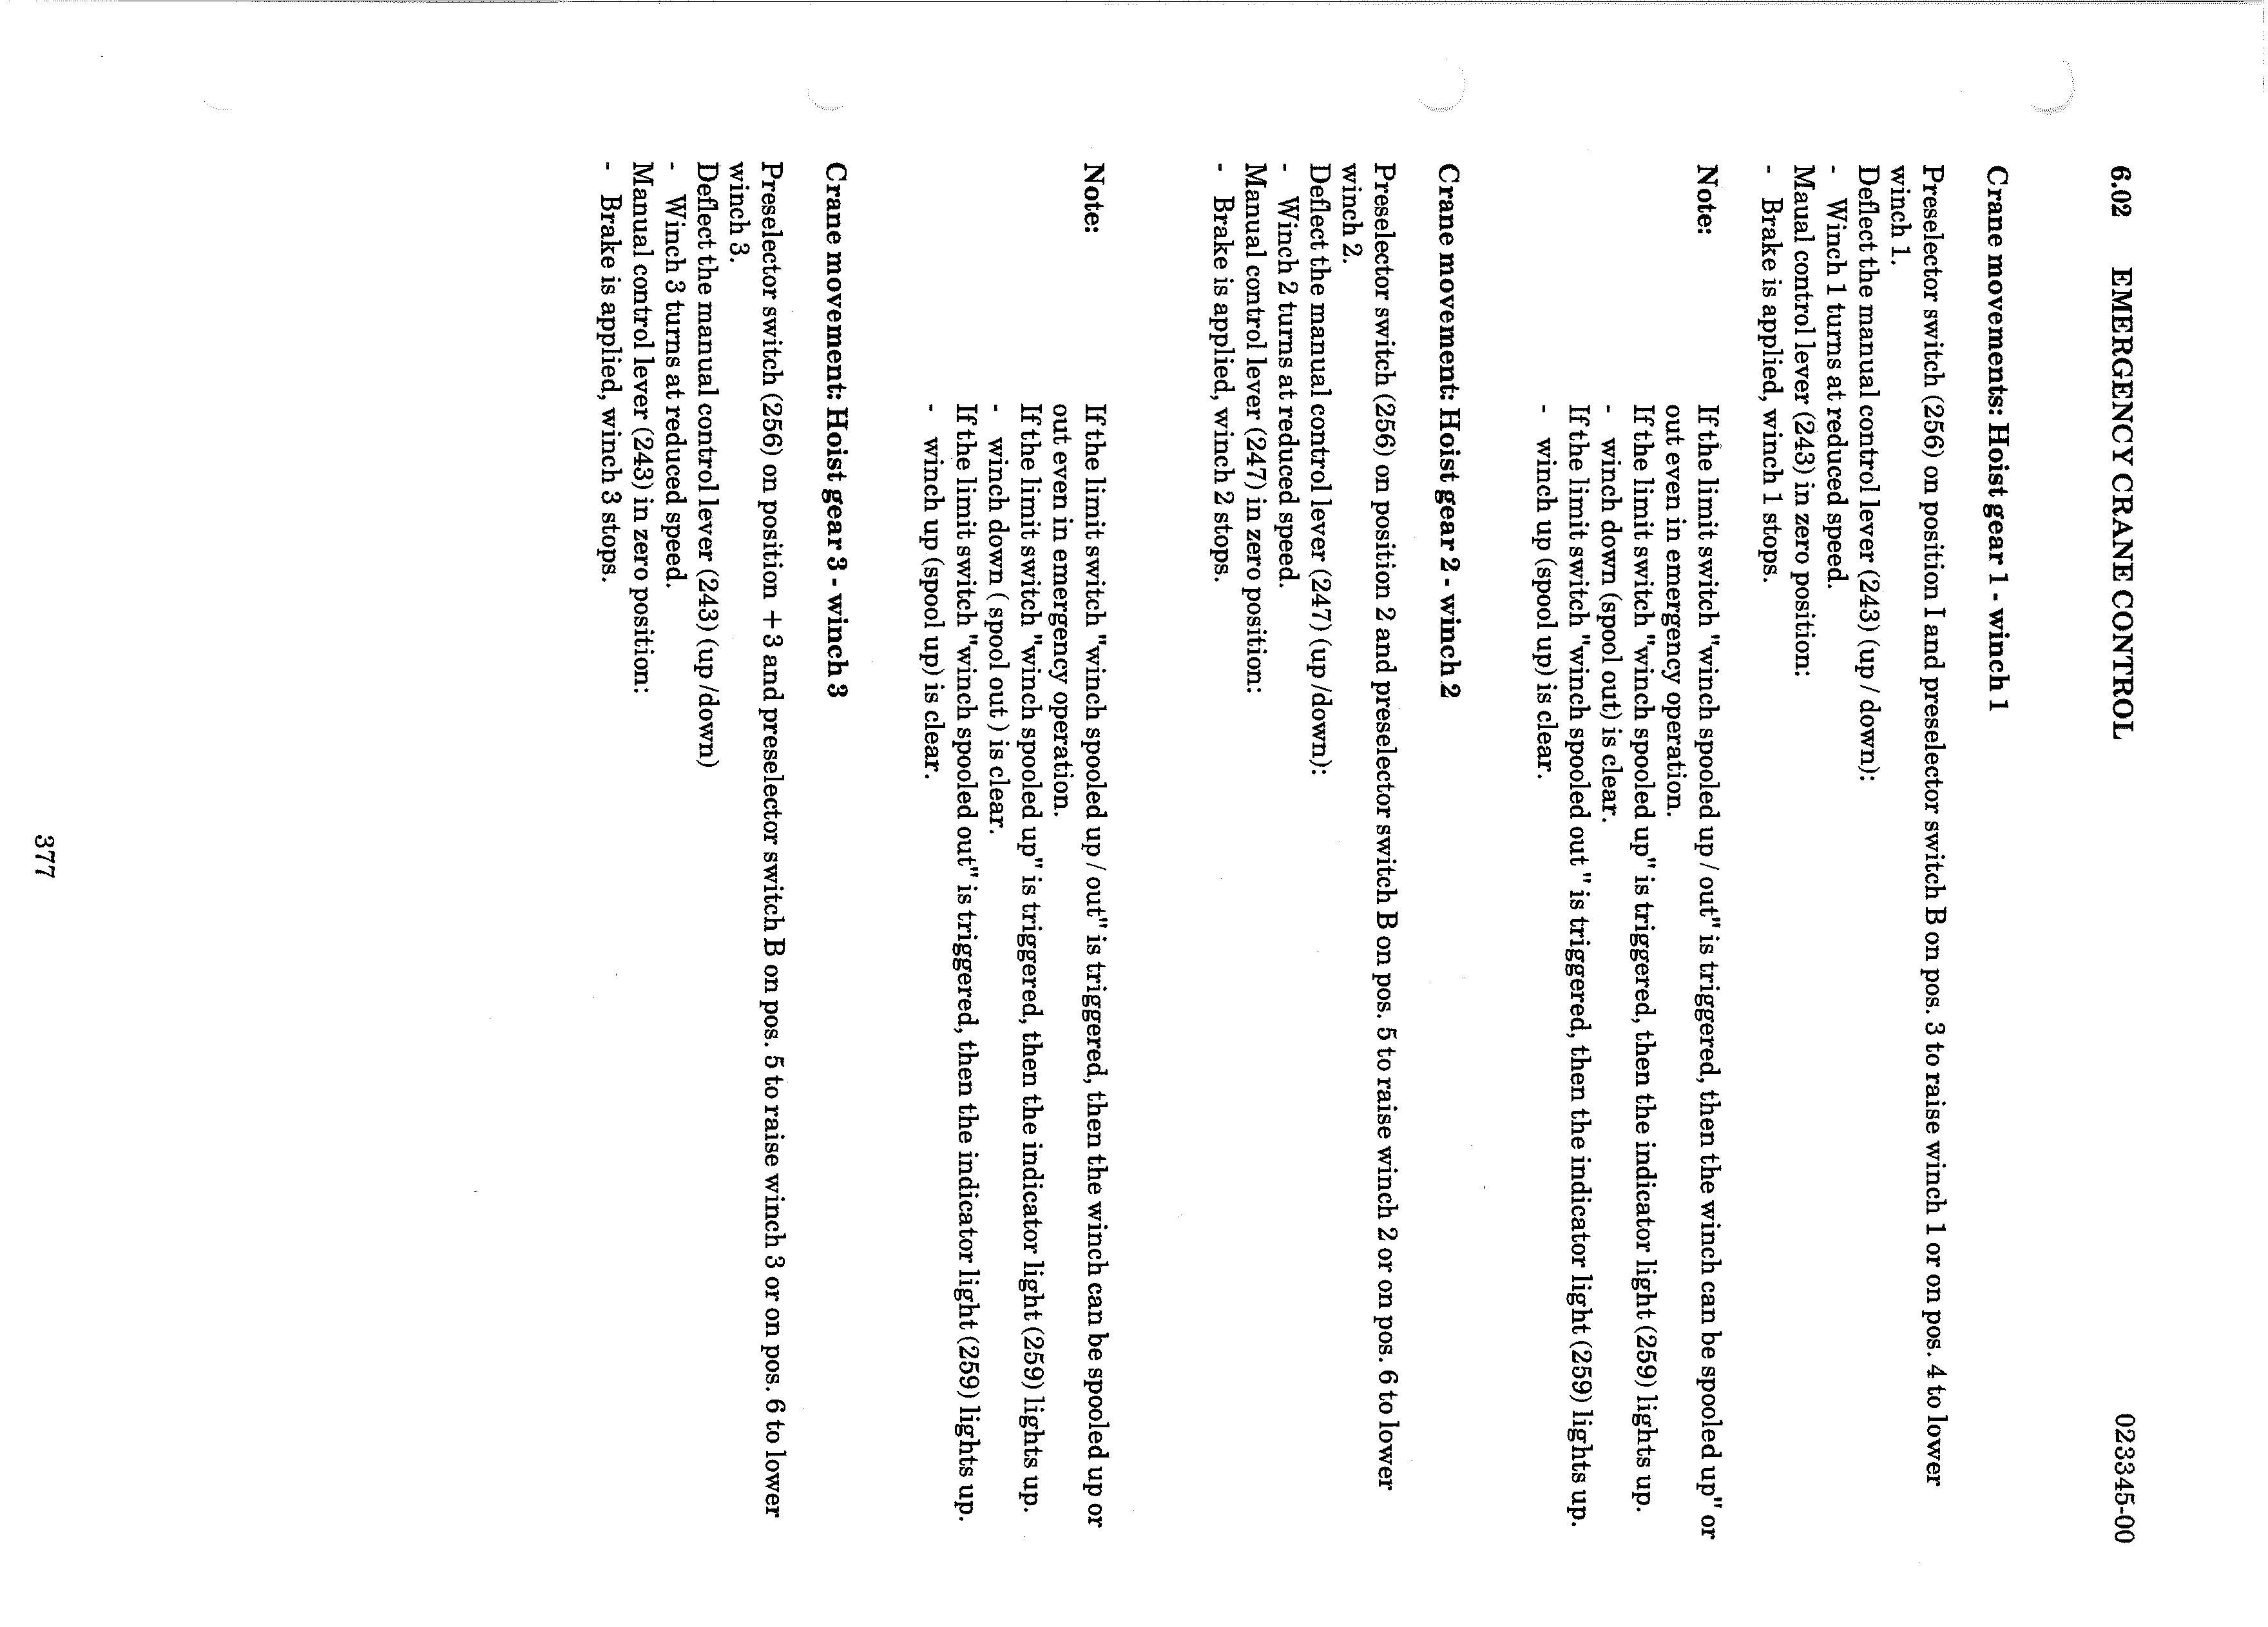 6.02 EMERGENCY CRANE CONTROL 023345-00
Crane movements: Hoist gear 1 - winch 1
Preselector switch (256) on position I and preselector switch B on pos. 3 to raise winch 1 or on pos. 4 to lower
winch 1.
Deflect the manual control lever (243) (up / down):
- Winch 1 turns at reduced speed.
Maual control lever (243) in zero position:
- Brake is applied, winch 1 stops.
Note: If the limit switch "winch spooled up / out" is triggered, then the winch can be spooled up" or
out even in emergency operation.
If the limit switch "winch spooled up" is triggered, then the indicator light (259) lights up.
- winch down (spool out) is clear.
If the limit switch "winch spooled out " is triggered, then the indicator light (259) lights up.
- winch up (spool up) is clear.
Crane movement: Hoist gear 2 - winch 2
Preselector switch (256) on position 2 and preselector switch B on pos. 5 to raise winch 2 or on pos. 6 to lower
winch 2.
Deflect the manual control lever (247) (up /down):
- Winch 2 turns at reduced speed.
Manual control lever (247) in zero position:
- Brake is applied, winch 2 stops.
Note: If the limit switch "winch spooled up / out" is triggered, then the winch can be spooled up or
out even in emergency operation.
If the limit switch "winch spooled up" is triggered, then the indicator light (259) lights up.
- winch down ( spool out ) is clear.
If the limit switch "winch spooled out" is triggered, then the indicator light (259) lights up.
- winch up (spool up) is clear.
Crane movement: Hoist gear 3 - winch 3
Preselector switch (256) on position +3 and preselector switch B on pos. 5 to raise winch 3 or on pos. 6 to lower
winch 3.
Deflect the manual control lever (243) (up /down)
- Winch 3 turns at reduced speed.
Manual control lever (243) in zero position:
- Brake is applied, winch 3 stops.
377